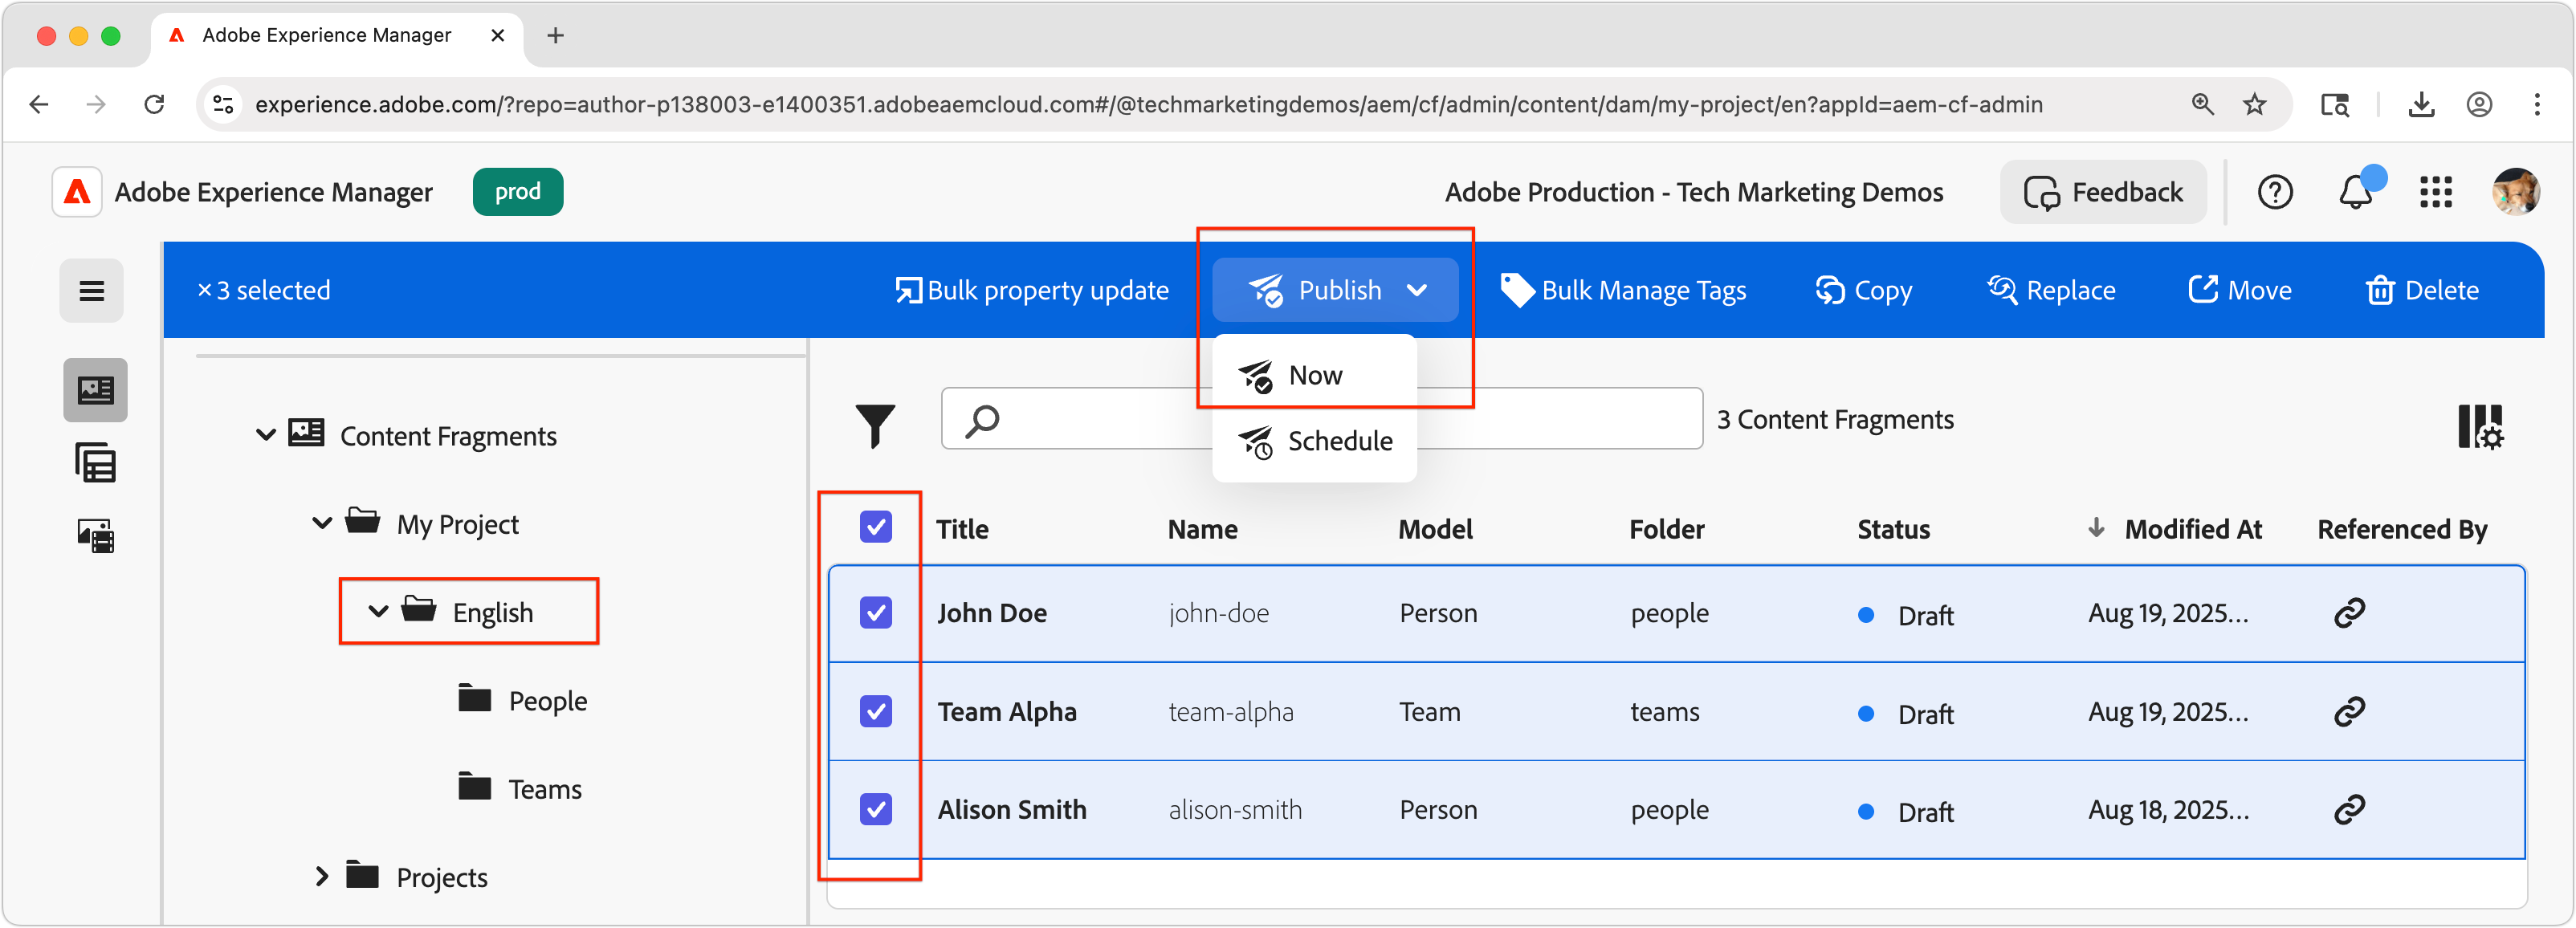 Adobe Experience Manager
experience.adobe.com/?repo=author-p138003-e1400351.adobeaemcloud.com#/@techmarketingdemos/aem/cf/admin/content/dam/my-project/en?appId=aem-cf-admin
Adobe Experience Manager prod Adobe Production - Tech Marketing Demos Feedback
× 3 selected Bulk property update Publish Bulk Manage Tags Copy Replace Move Delete
Now
Schedule
3 Content Fragments
Content Fragments
My Project
English
People
Teams
Projects
Title Name Model Folder Status Modified At Referenced By
John Doe john-doe Person people Draft Aug 19, 2025...
Team Alpha team-alpha Team teams Draft Aug 19, 2025...
Alison Smith alison-smith Person people Draft Aug 18, 2025...